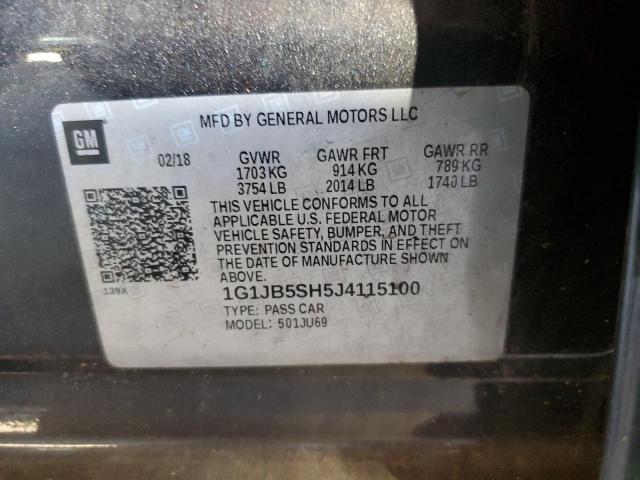 GM
MFD BY GENERAL MOTORS LLC
02/18 GVWR GAWR FRT GAWR RR
1703 KG 914 KG 789 KG
3754 LB 2014 LB 1740 LB
THIS VEHICLE CONFORMS TO ALL
APPLICABLE U.S. FEDERAL MOTOR
VEHICLE SAFETY, BUMPER, AND THEFT
PREVENTION STANDARDS IN EFFECT ON
THE DATE OF MANUFACTURE SHOWN
ABOVE.
139X
1G1JB5SH5J4115100
TYPE: PASS CAR
MODEL: 501JU69